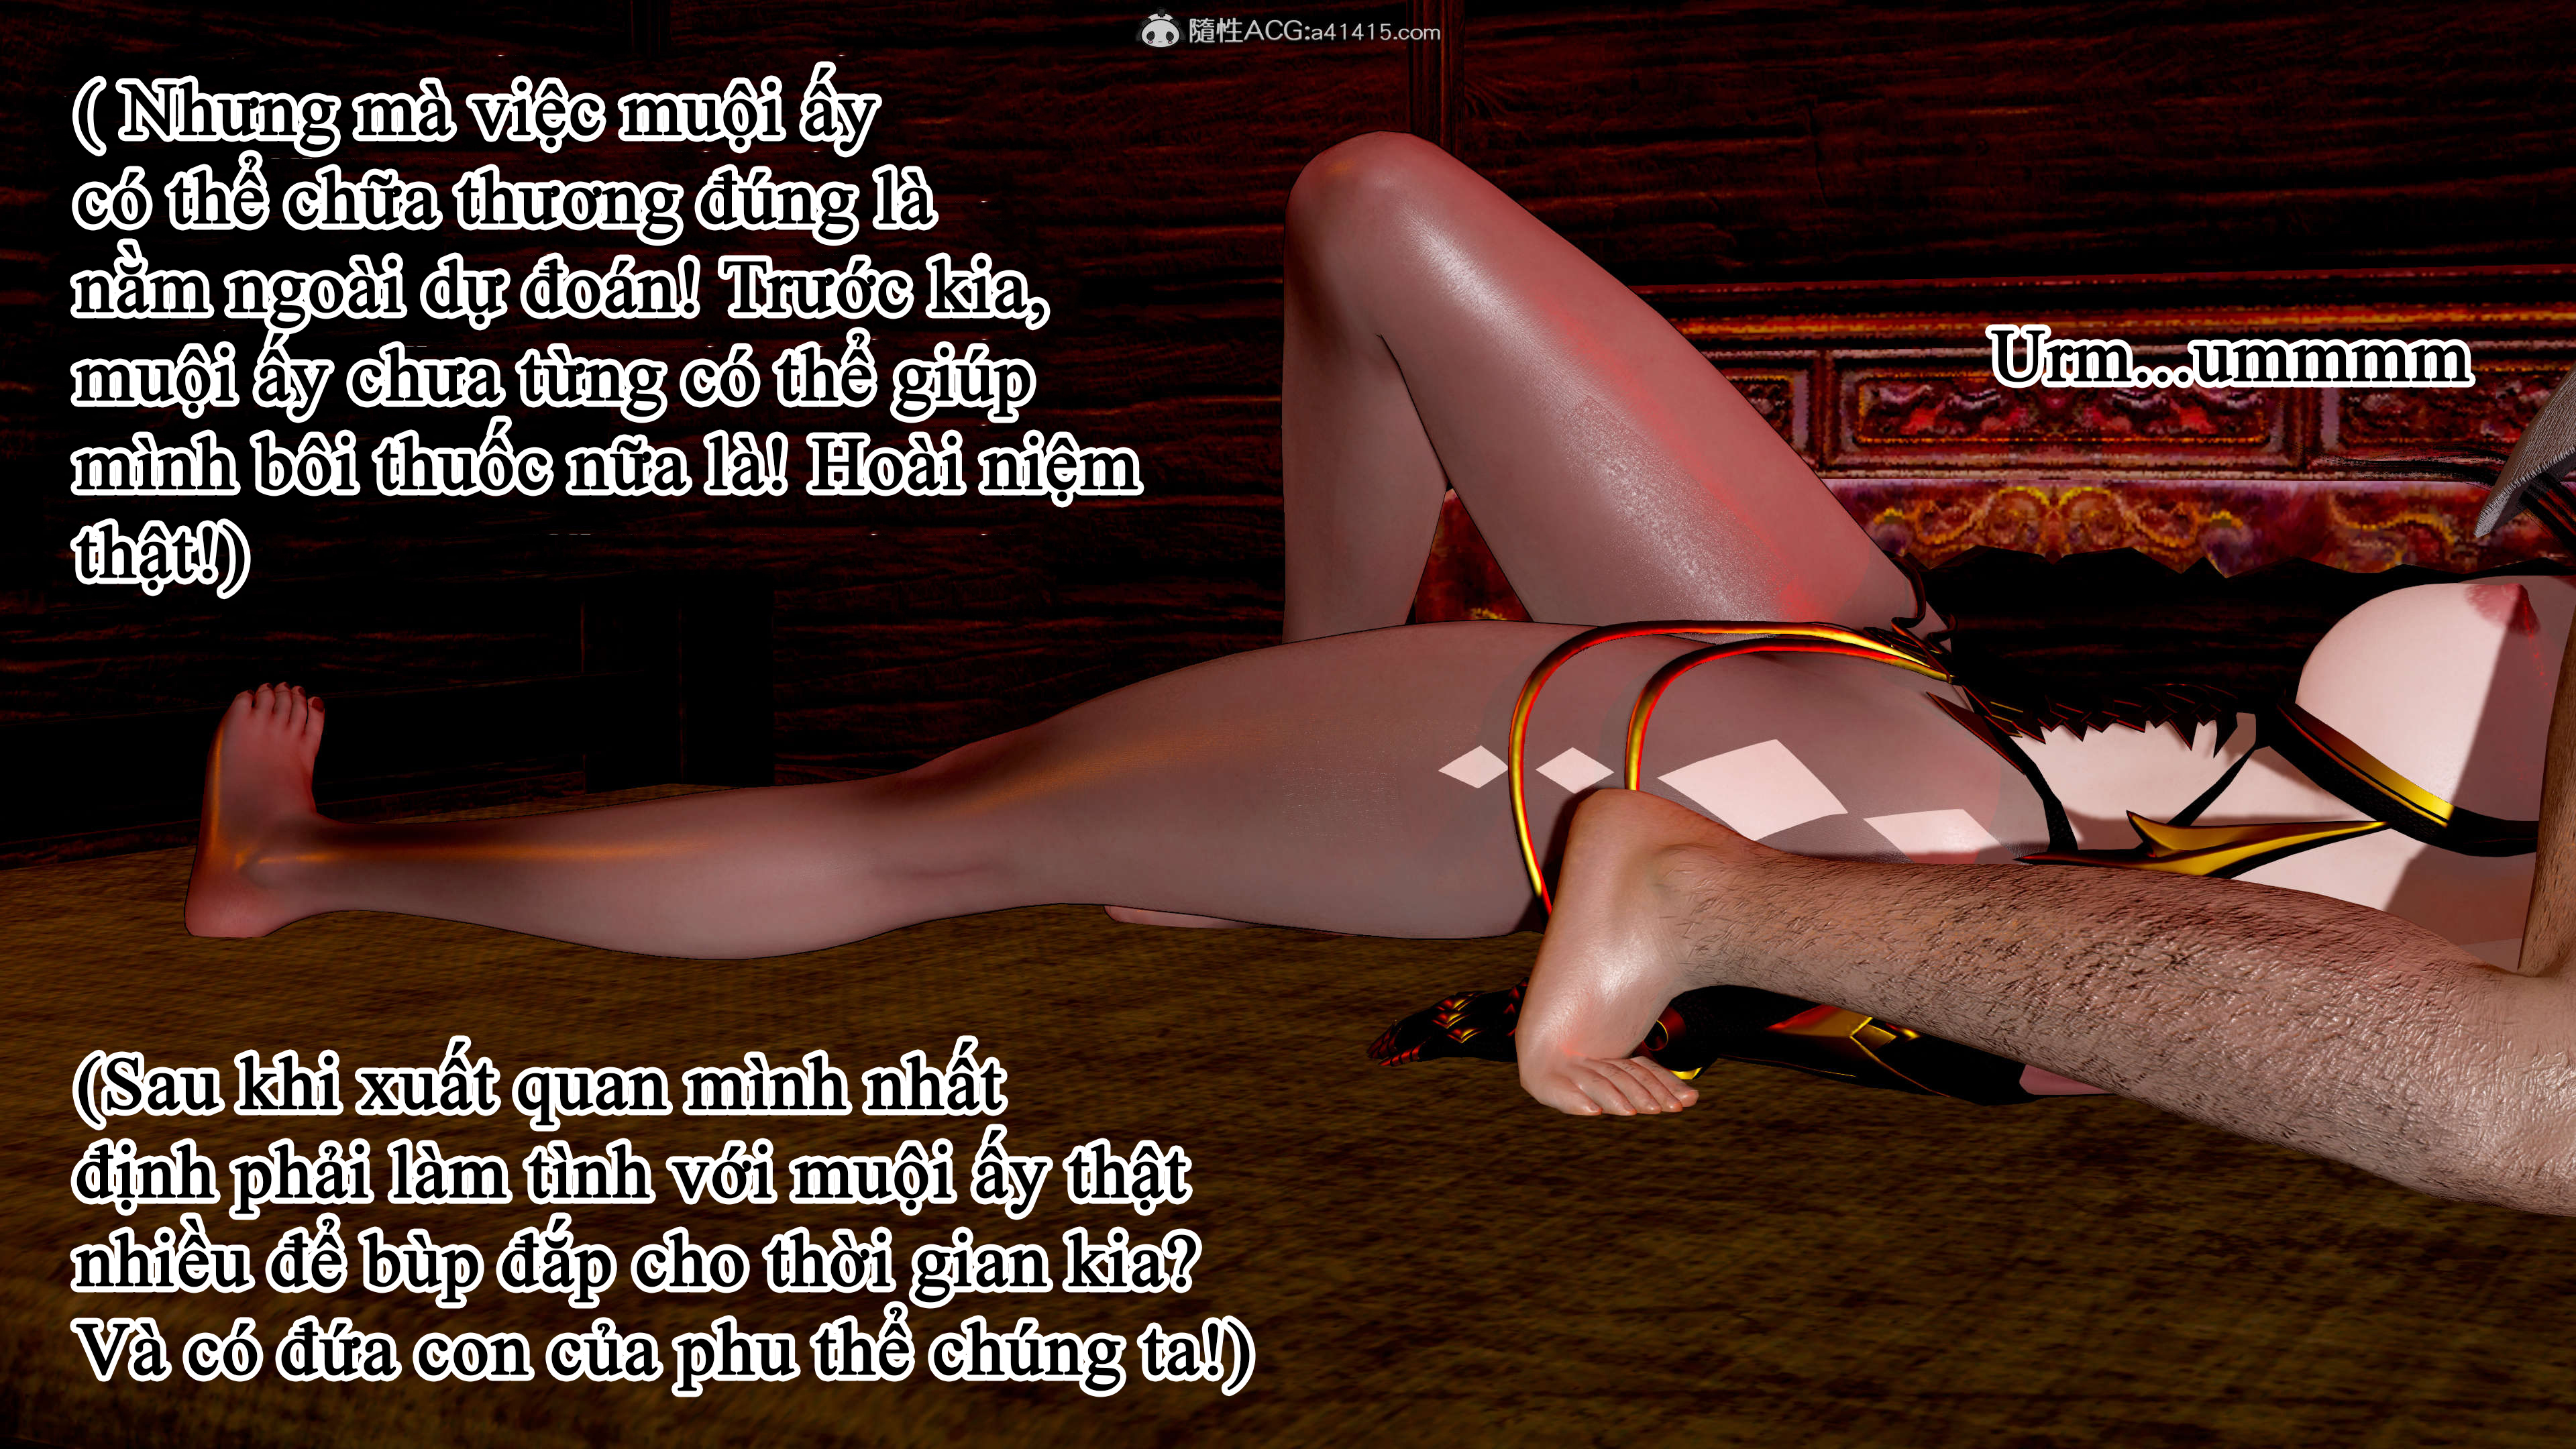 隨性ACG:a41415.com
( Nhưng mà việc muội ấy
có thể chữa thương đúng là
nằm ngoài dự đoán! Trước kia,
muội ấy chưa từng có thể giúp
mình bôi thuốc nữa là! Hoài niệm
thật!)
Urm...ummmm
(Sau khi xuất quan mình nhất
định phải làm tình với muội ấy thật
nhiều để bùp đắp cho thời gian kia?
Và có đứa con của phu thể chúng ta!)